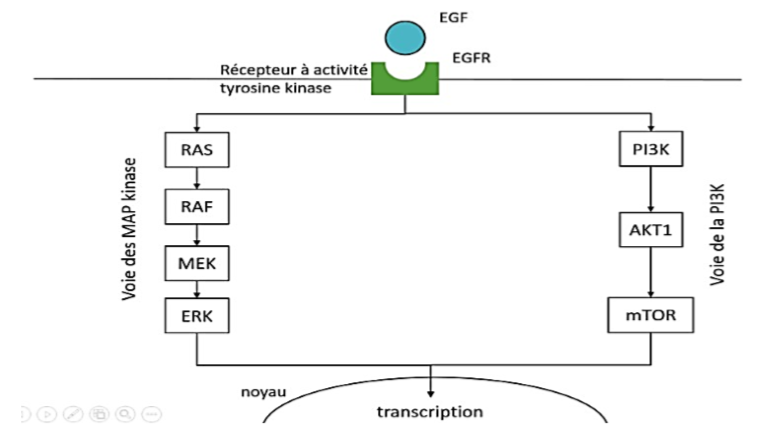 EGF
EGFR
Récepteur à activité
tyrosine kinase
Voie des MAP kinase
RAS
RAF
MEK
ERK
PI3K
AKT1
mTOR
Voie de la PI3K
noyau
transcription